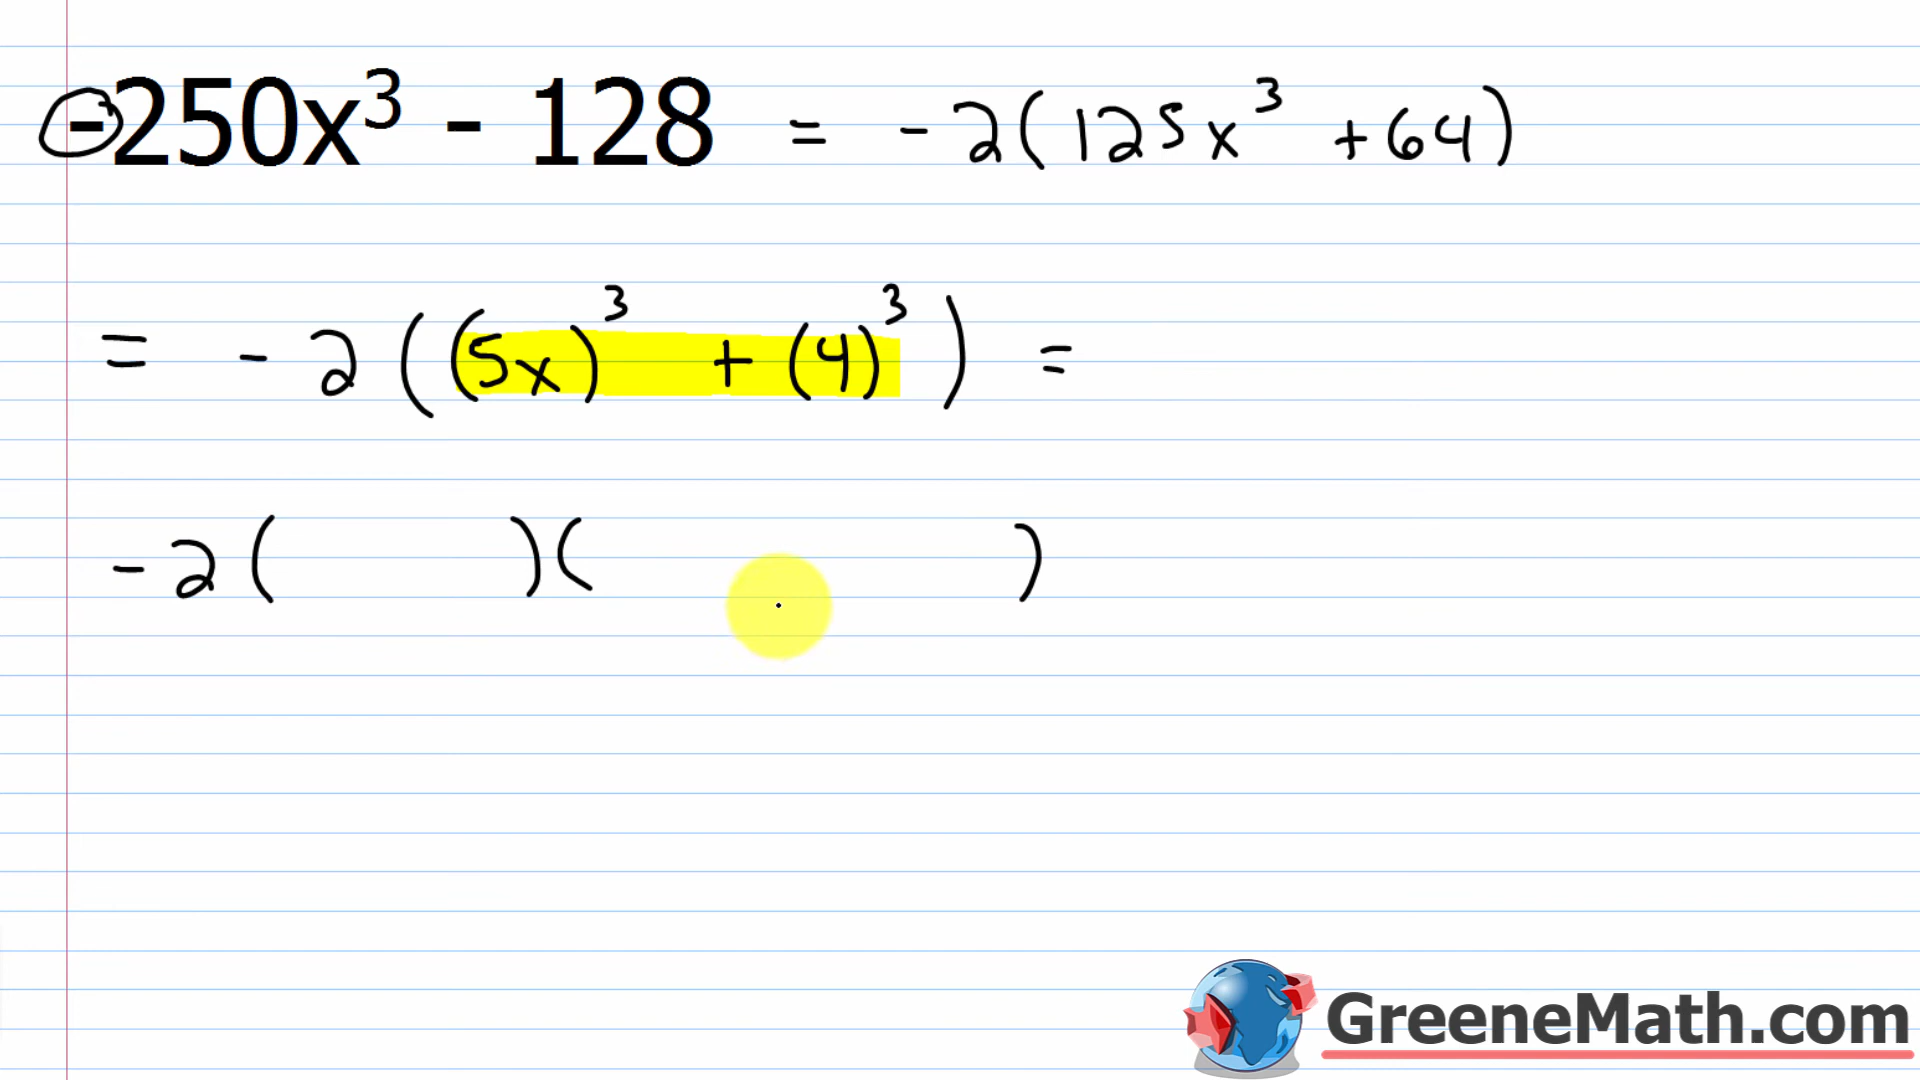 -250x³ - 128 = -2(125x³ + 64)
= -2((5x)³ + (4)³) =
-2(     )(     )
GreeneMath.com